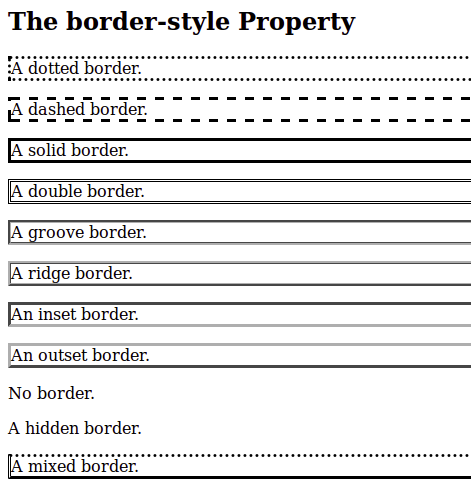 The border-style Property
A dotted border.
A dashed border.
A solid border.
A double border.
A groove border.
A ridge border.
An inset border.
An outset border.
No border.
A hidden border.
A mixed border.